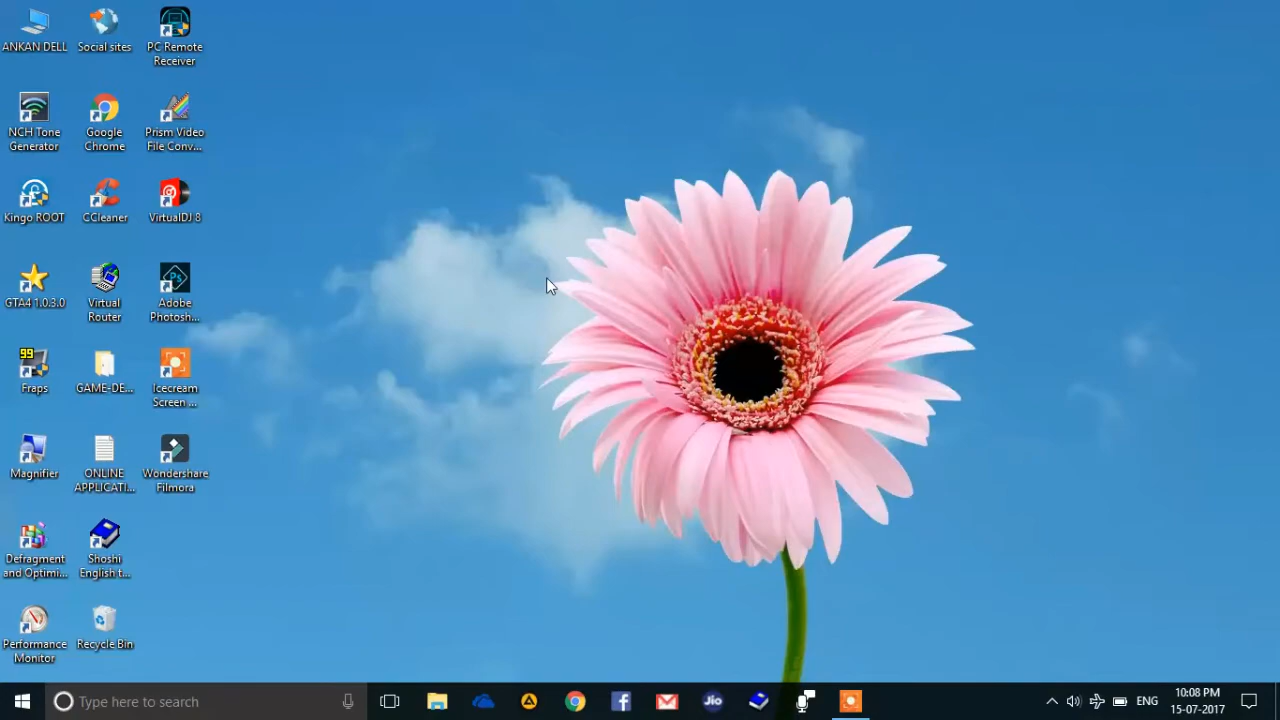 ANKAN DELL
Social sites
PC Remote
Receiver
NCH Tone
Generator
Google
Chrome
Prism Video
File Conv...
Kingo ROOT
CCleaner
VirtualDJ 8
GTA4 1.0.3.0
Virtual
Router
Adobe
Photosh...
Ps
99
Fraps
GAME-DE...
Icecream
Screen ...
Magnifier
ONLINE
APPLICATI...
Wondershare
Filmora
Defragment
and Optimi...
Shoshi
English t...
Performance
Monitor
Recycle Bin
Type here to search
Jio
ENG
10:08 PM
15-07-2017